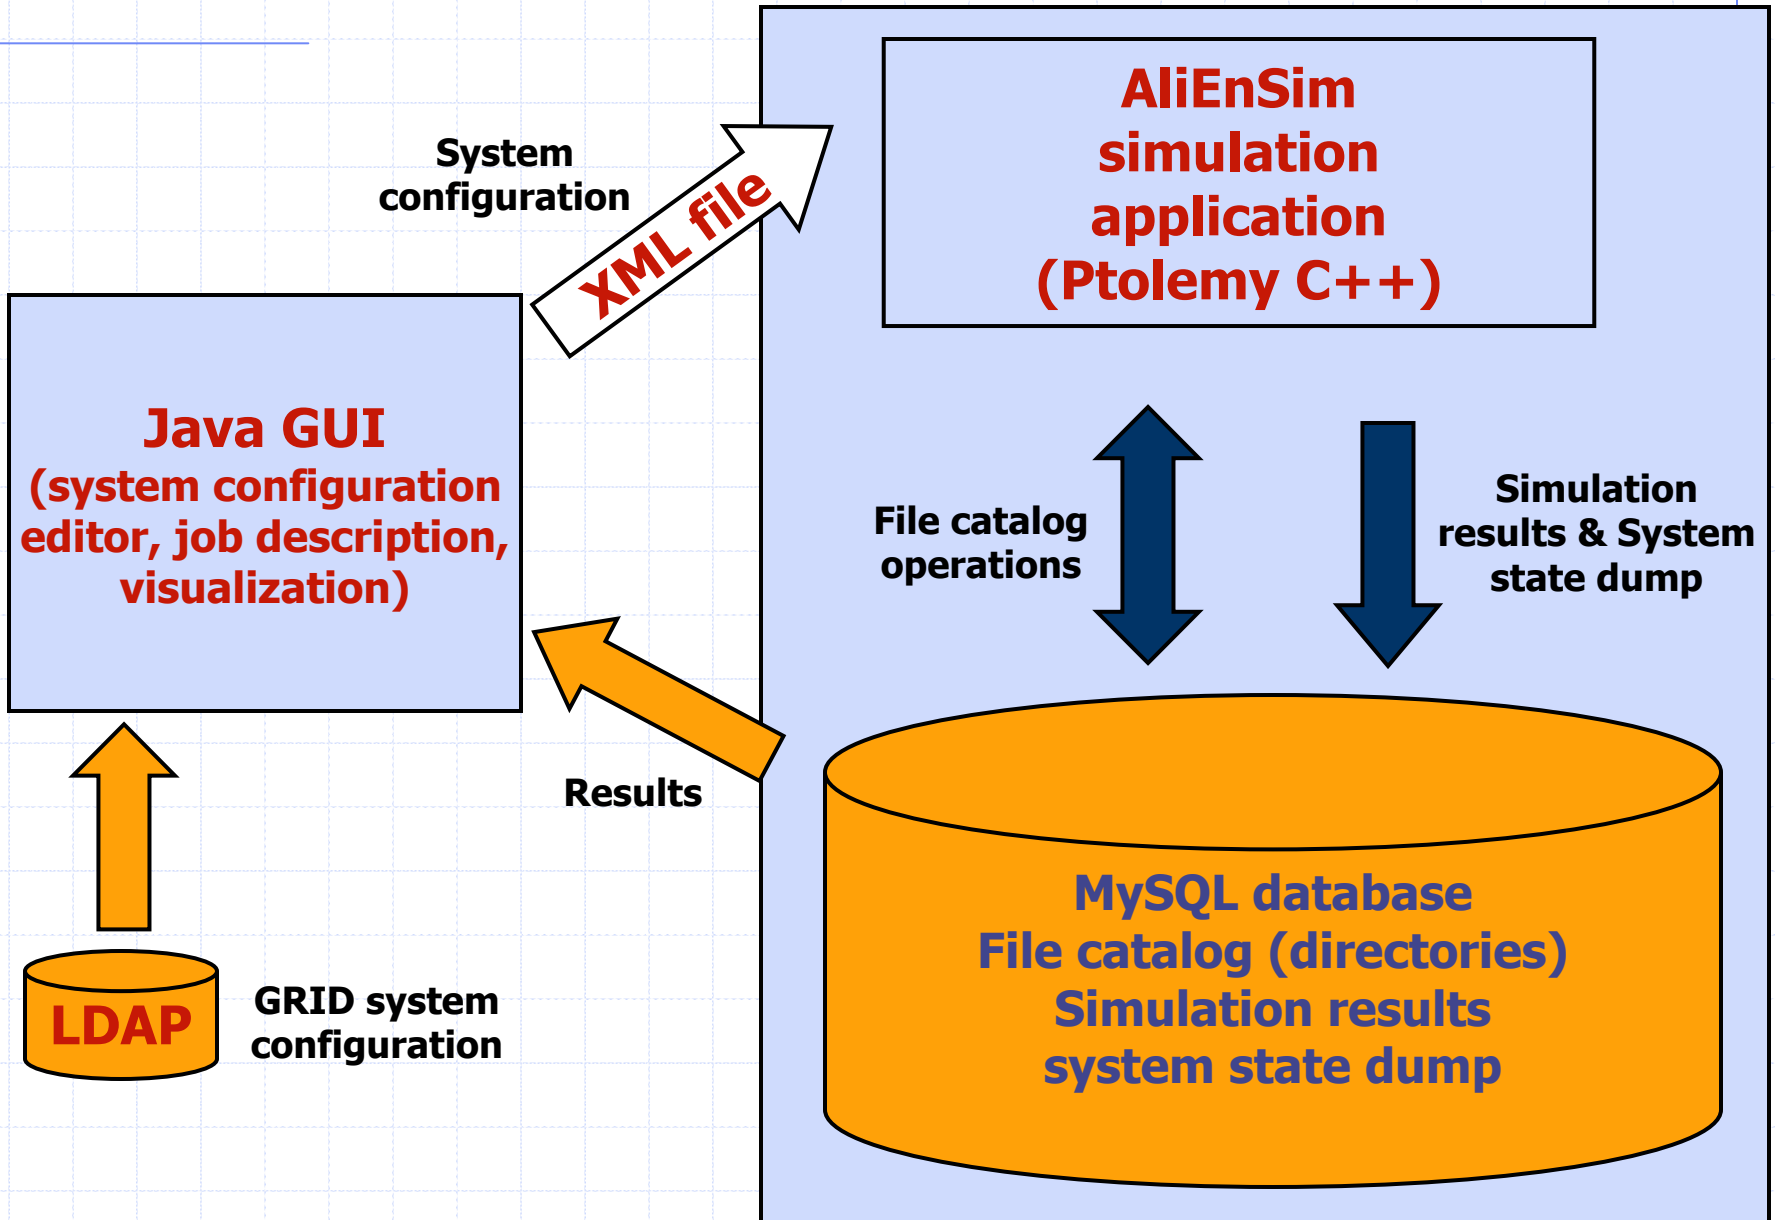 AliEnSim
simulation
application
(Ptolemy C++)
System
configuration
XML file
Java GUI
(system configuration
editor, job description,
visualization)
File catalog
operations
Simulation
results & System
state dump
Results
MySQL database
File catalog (directories)
Simulation results
system state dump
LDAP
GRID system
configuration